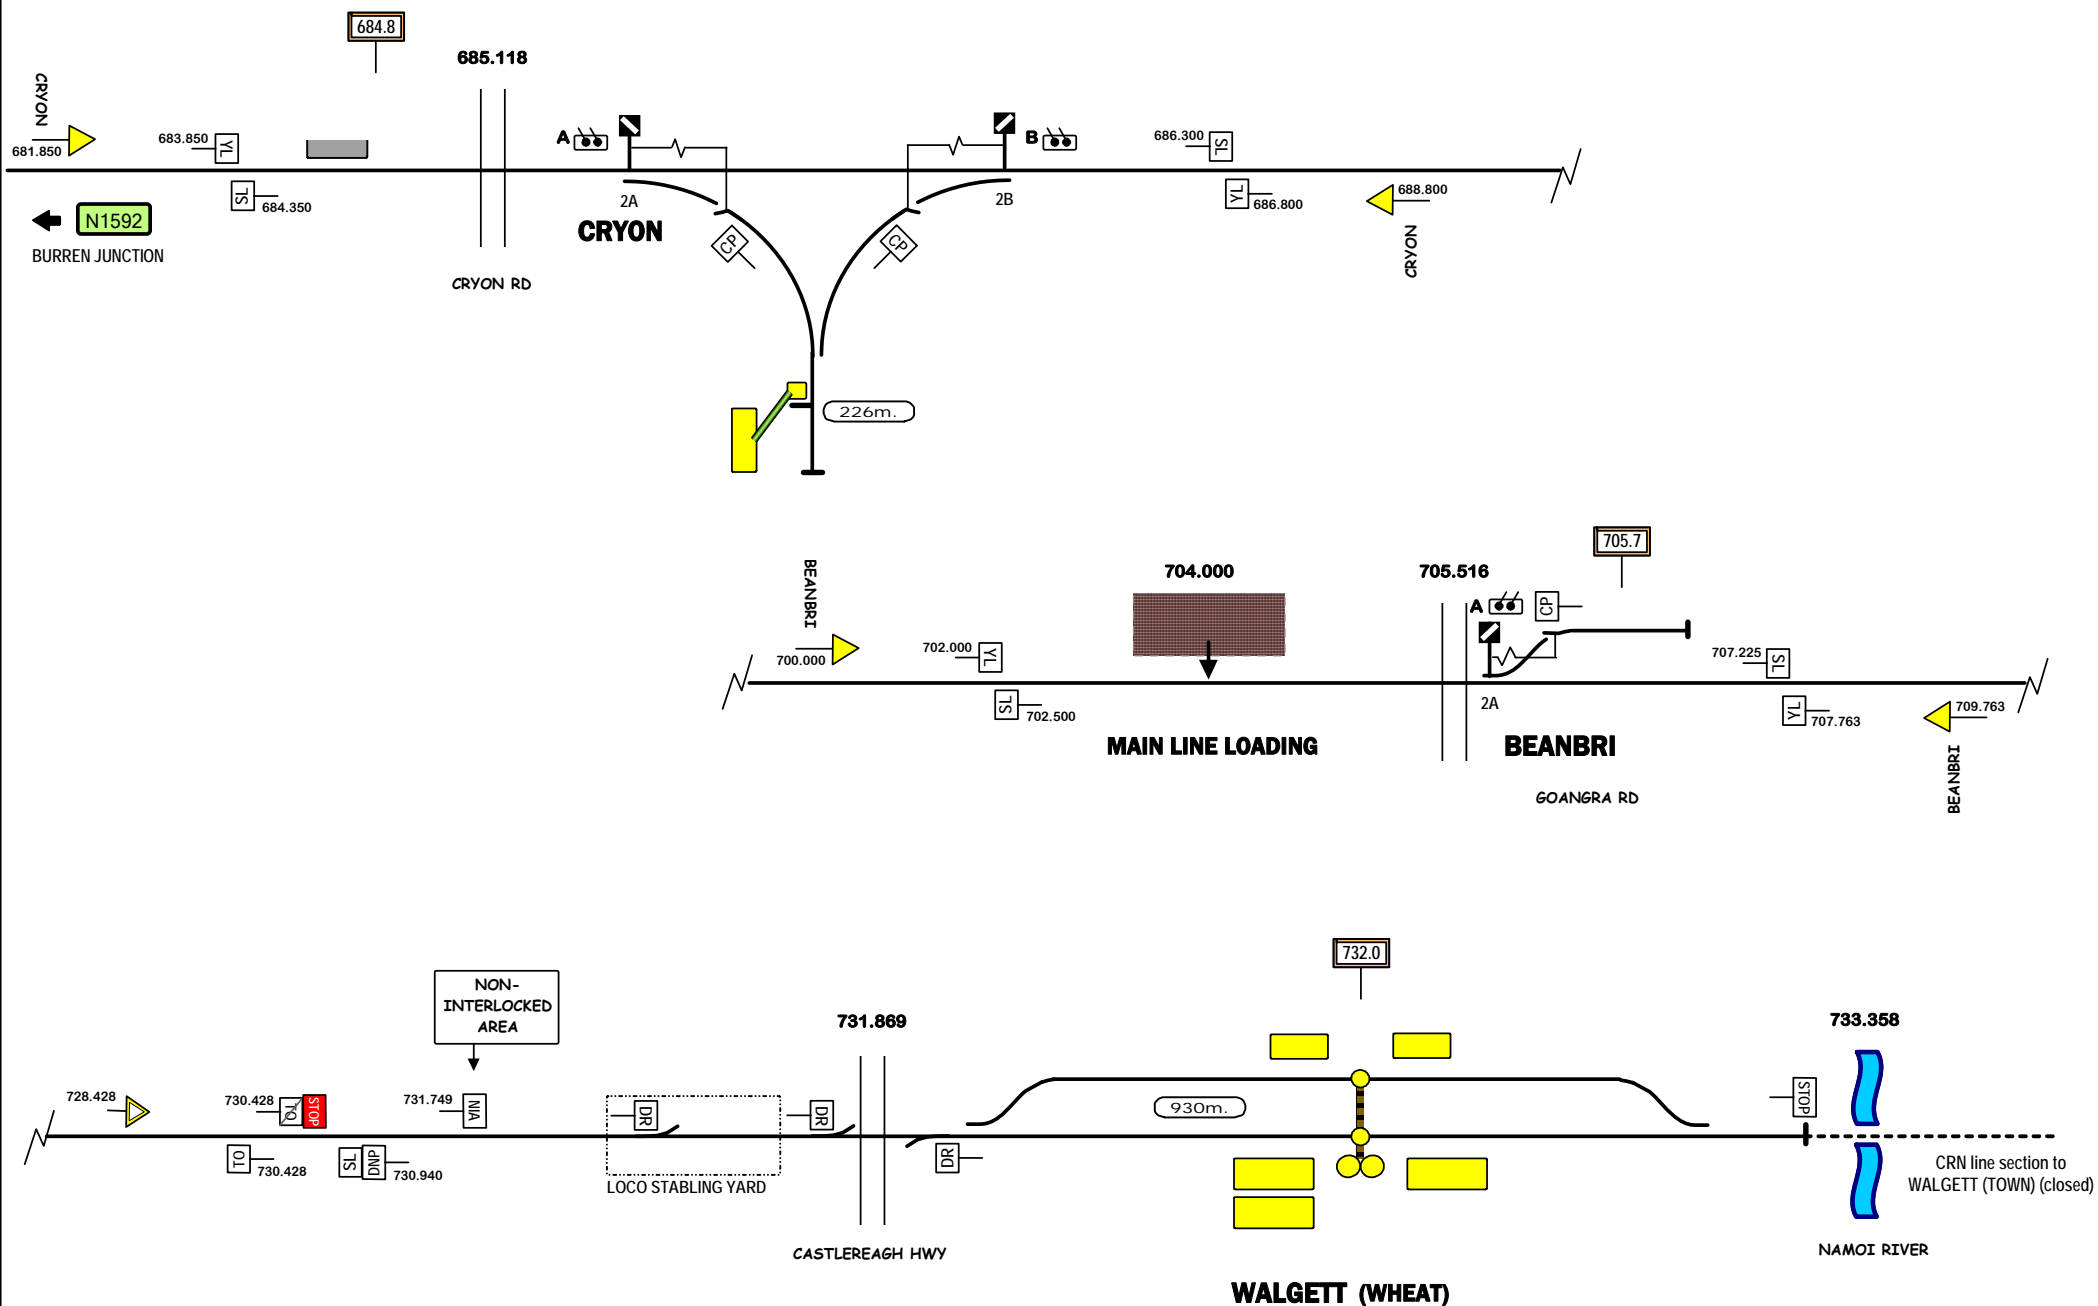 684.8
685.118
CRYON
681.850
683.850
YL
SL
684.350
A
B
686.300
SL
YL
686.800
688.800
CRYON
N1592
BURREN JUNCTION
2A
2B
CRYON
CP
CP
CRYON RD
226m.
705.7
BEANBRI
700.000
702.000
YL
SL
702.500
704.000
MAIN LINE LOADING
705.516
A
CP
2A
BEANBRI
707.225
SL
YL
707.763
709.763
BEANBRI
GOANGRA RD
732.0
NON-
INTERLOCKED
AREA
731.869
733.358
728.428
730.428
TO
STOP
731.749
NIA
TO
730.428
SL
DNP
730.940
DR
DR
DR
LOCO STABLING YARD
930m.
STOP
CRN line section to
WALGETT (TOWN) (closed)
CASTLEREAGH HWY
NAMOI RIVER
WALGETT (WHEAT)